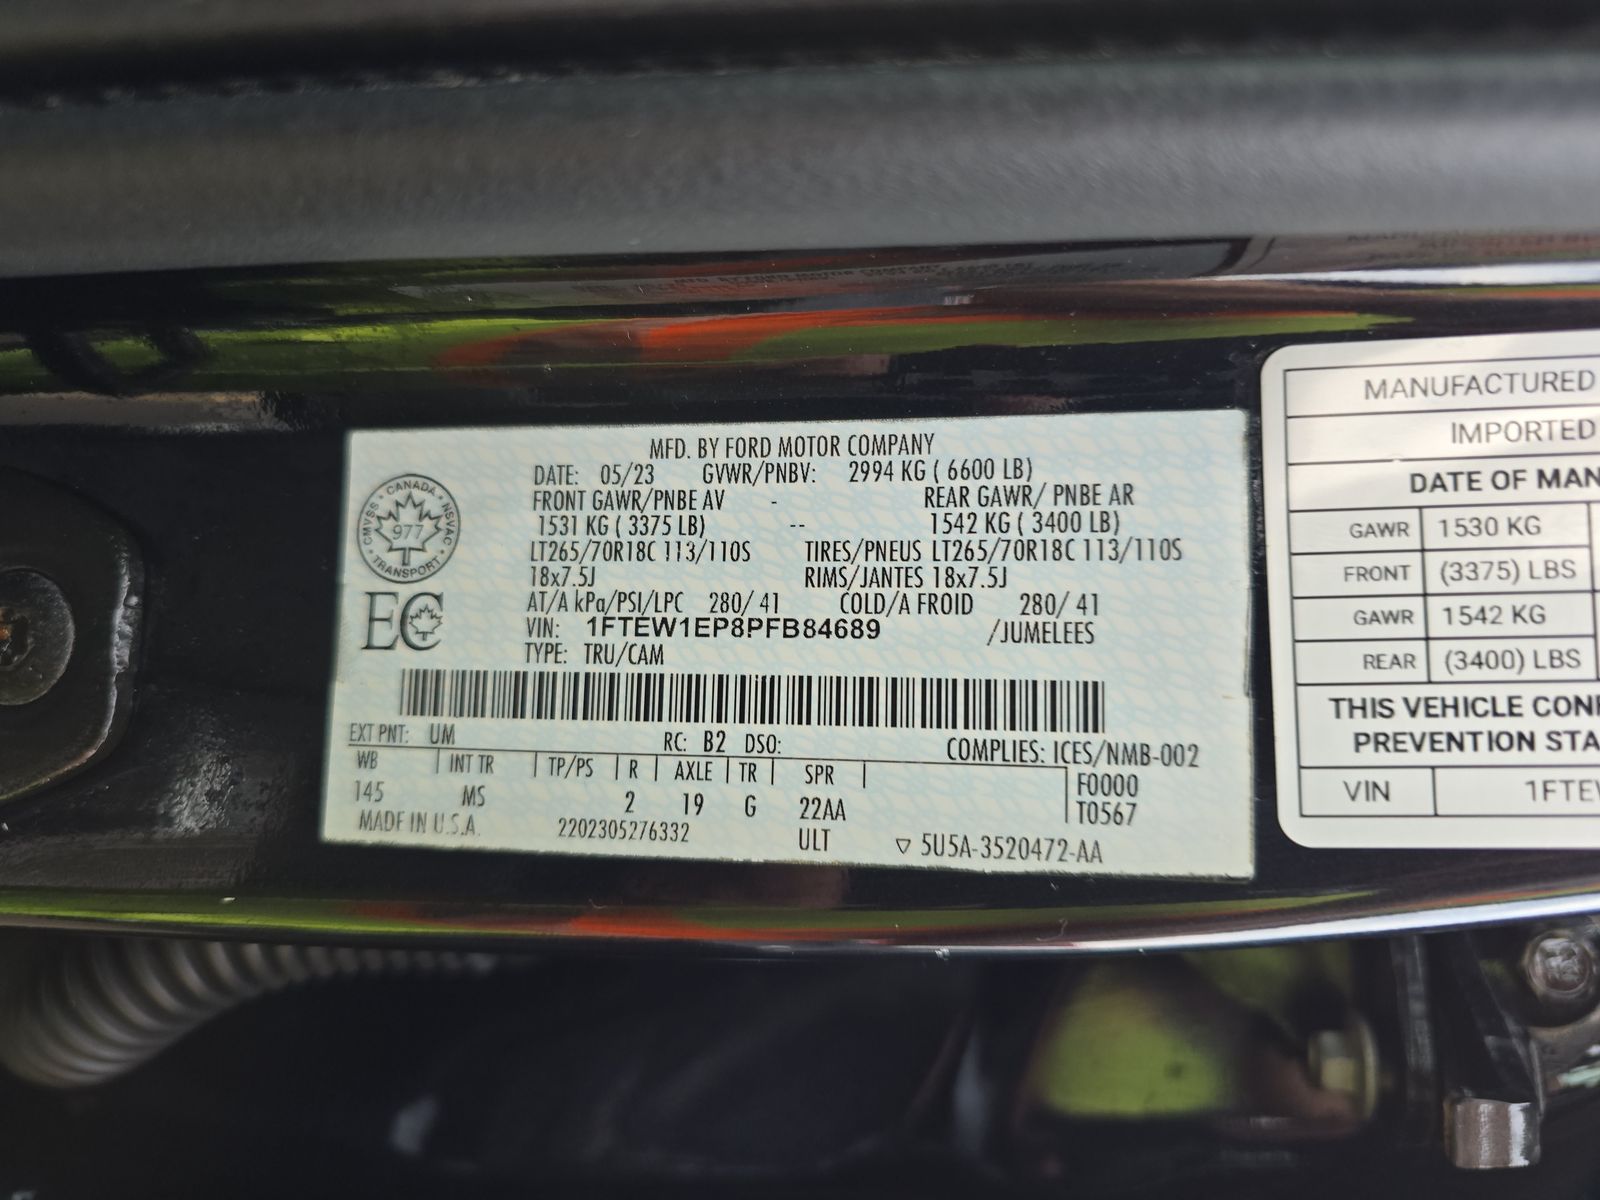 MFD. BY FORD MOTOR COMPANY
DATE: 05/23 GVWR/PNBV: 2994 KG ( 6600 LB)
FRONT GAWR/PNBE AV - REAR GAWR/ PNBE AR
1531 KG ( 3375 LB) -- 1542 KG ( 3400 LB)
LT265/70R18C 113/110S TIRES/PNEUS LT265/70R18C 113/110S
18x7.5J RIMS/JANTES 18x7.5J
AT/A kPa/PSI/LPC 280/ 41 COLD/A FROID 280/ 41
VIN: 1FTEW1EP8PFB84689 /JUMELEES
TYPE: TRU/CAM
CANADA
CMVSS NSVAC
977
TRANSPORT
EC
EXT PNT: UM RC: B2 DSO: COMPLIES: ICES/NMB-002
WB INT TR TP/PS R AXLE TR SPR F0000
145 MS 2 19 G 22AA T0567
MADE IN U.S.A. 2202305276332 ULT ▽ 5U5A-3520472-AA
MANUFACTURED
IMPORTED
DATE OF MAN
GAWR 1530 KG
FRONT (3375) LBS
GAWR 1542 KG
REAR (3400) LBS
THIS VEHICLE CON
PREVENTION STA
VIN 1FTE